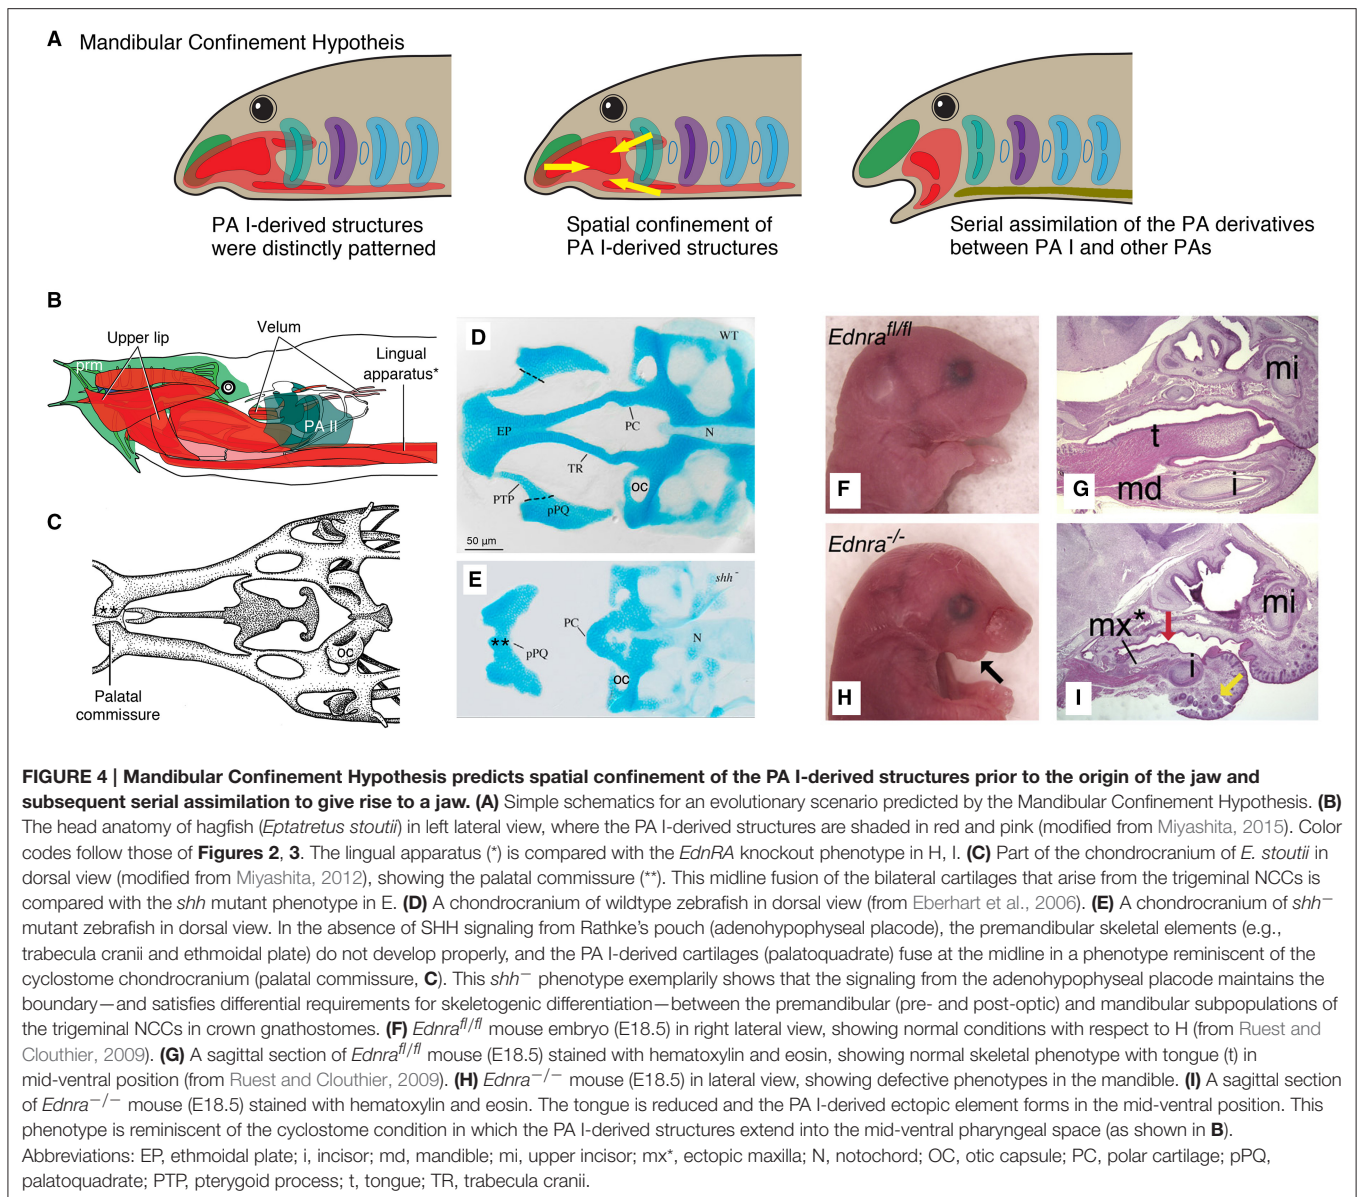 A Mandibular Confinement Hypotheis
PA I-derived structures
were distinctly patterned
Spatial confinement of
PA I-derived structures
Serial assimilation of the PA derivatives
between PA I and other PAs
B
Upper lip
Velum
Lingual
apparatus*
prm
PA II
C
**
OC
Palatal
commissure
D
WT
EP
PC
N
TR
OC
PTP
pPQ
50 µm
E
shh-
PC
**
pPQ
N
OC
Ednra fl/fl
F
mi
t
md
i
G
Ednra-/-
H
mi
mx*
i
I
FIGURE 4 | Mandibular Confinement Hypothesis predicts spatial confinement of the PA I-derived structures prior to the origin of the jaw and
subsequent serial assimilation to give rise to a jaw. (A) Simple schematics for an evolutionary scenario predicted by the Mandibular Confinement Hypothesis. (B)
The head anatomy of hagfish (Eptatretus stoutii) in left lateral view, where the PA I-derived structures are shaded in red and pink (modified from Miyashita, 2015). Color
codes follow those of Figures 2, 3. The lingual apparatus (*) is compared with the EdnRA knockout phenotype in H, I. (C) Part of the chondrocranium of E. stoutii in
dorsal view (modified from Miyashita, 2012), showing the palatal commissure (**). This midline fusion of the bilateral cartilages that arise from the trigeminal NCCs is
compared with the shh mutant phenotype in E. (D) A chondrocranium of wildtype zebrafish in dorsal view (from Eberhart et al., 2006). (E) A chondrocranium of shh−
mutant zebrafish in dorsal view. In the absence of SHH signaling from Rathke's pouch (adenohypophyseal placode), the premandibular skeletal elements (e.g.,
trabecula cranii and ethmoidal plate) do not develop properly, and the PA I-derived cartilages (palatoquadrate) fuse at the midline in a phenotype reminiscent of the
cyclostome chondrocranium (palatal commissure, C). This shh− phenotype exemplarily shows that the signaling from the adenohypophyseal placode maintains the
boundary—and satisfies differential requirements for skeletogenic differentiation—between the premandibular (pre- and post-optic) and mandibular subpopulations of
the trigeminal NCCs in crown gnathostomes. (F) Ednra fl/fl mouse embryo (E18.5) in right lateral view, showing normal conditions with respect to H (from Ruest and
Clouthier, 2009). (G) A sagittal section of Ednra fl/fl mouse (E18.5) stained with hematoxylin and eosin, showing normal skeletal phenotype with tongue (t) in
mid-ventral position (from Ruest and Clouthier, 2009). (H) Ednra−/− mouse (E18.5) in lateral view, showing defective phenotypes in the mandible. (I) A sagittal section
of Ednra−/− mouse (E18.5) stained with hematoxylin and eosin. The tongue is reduced and the PA I-derived ectopic element forms in the mid-ventral position. This
phenotype is reminiscent of the cyclostome condition in which the PA I-derived structures extend into the mid-ventral pharyngeal space (as shown in B).
Abbreviations: EP, ethmoidal plate; i, incisor; md, mandible; mi, upper incisor; mx*, ectopic maxilla; N, notochord; OC, otic capsule; PC, polar cartilage; pPQ,
palatoquadrate; PTP, pterygoid process; t, tongue; TR, trabecula cranii.